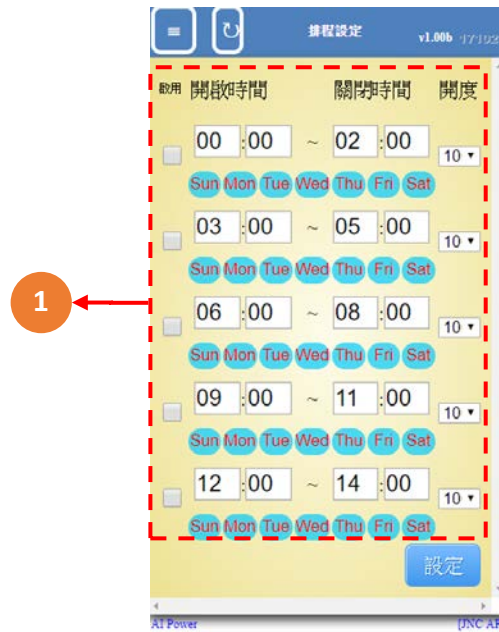 ≡ ↻ 排程設定 v1.00b 17102
啟用 開啟時間 關閉時間 開度
00 :00 ~ 02 :00 10
Sun Mon Tue Wed Thu Fri Sat
03 :00 ~ 05 :00 10
Sun Mon Tue Wed Thu Fri Sat
1
06 :00 ~ 08 :00 10
Sun Mon Tue Wed Thu Fri Sat
09 :00 ~ 11 :00 10
Sun Mon Tue Wed Thu Fri Sat
12 :00 ~ 14 :00 10
Sun Mon Tue Wed Thu Fri Sat
設定
AI Power [JNC AP